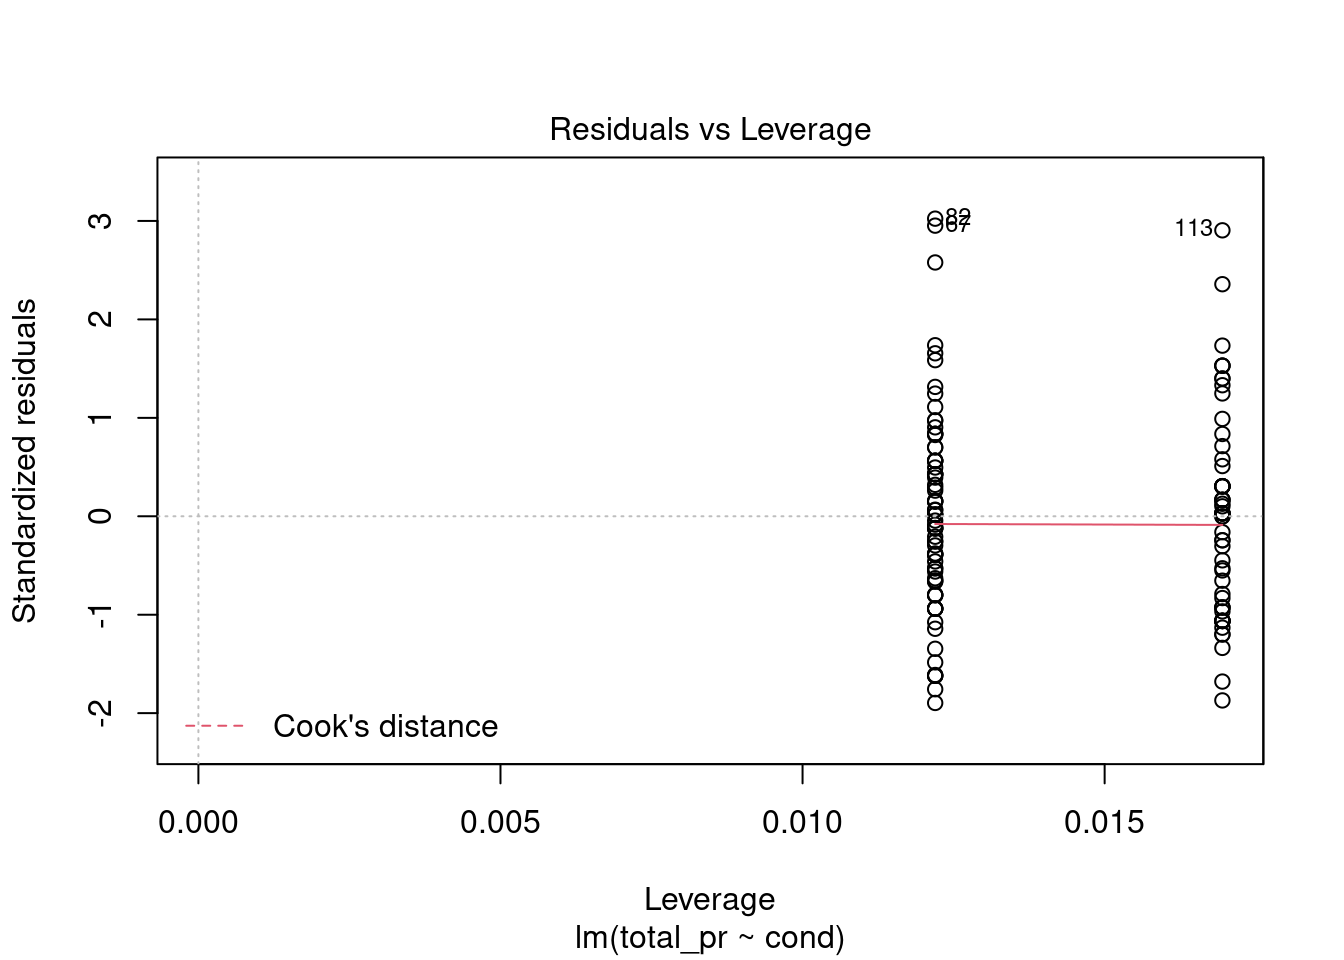 Residuals vs Leverage
Standardized residuals
3
2
1
0
-1
-2
113
Cook's distance
0.000
0.005
0.010
0.015
Leverage
lm(total_pr ~ cond)